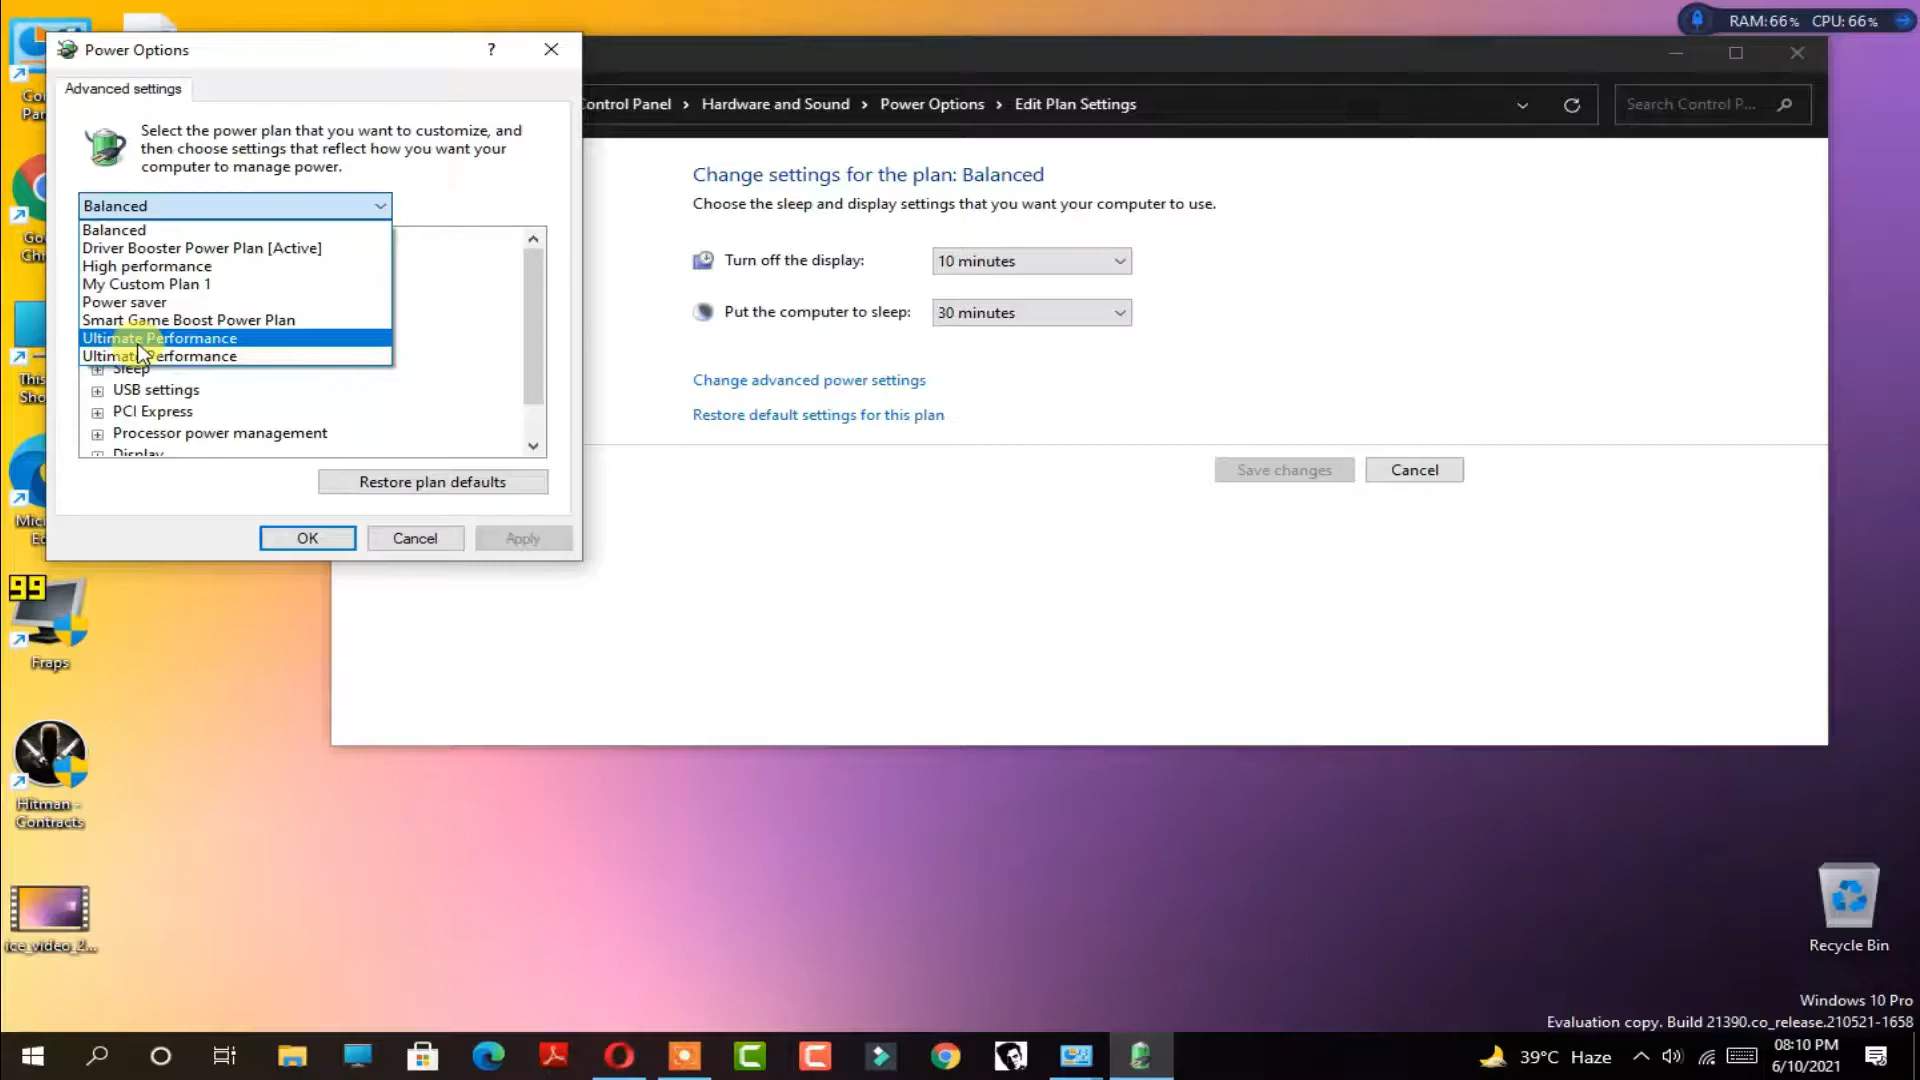 RAM:66% CPU:66%
Power Options
?
Advanced settings
Select the power plan that you want to customize, and
then choose settings that reflect how you want your
computer to manage power.
Balanced
Balanced
Driver Booster Power Plan [Active]
High performance
My Custom Plan 1
Power saver
Smart Game Boost Power Plan
Ultimate Performance
Ultimate Performance
Sleep
USB settings
PCI Express
Processor power management
Display
Restore plan defaults
OK
Cancel
Apply
Control Panel > Hardware and Sound > Power Options > Edit Plan Settings
Search Control P...
Change settings for the plan: Balanced
Choose the sleep and display settings that you want your computer to use.
Turn off the display:
10 minutes
Put the computer to sleep:
30 minutes
Change advanced power settings
Restore default settings for this plan
Save changes
Cancel
99
Fraps
Hitman -
Contracts
ice_video_2...
Recycle Bin
Windows 10 Pro
Evaluation copy. Build 21390.co_release.210521-1658
39°C Haze
08:10 PM
6/10/2021